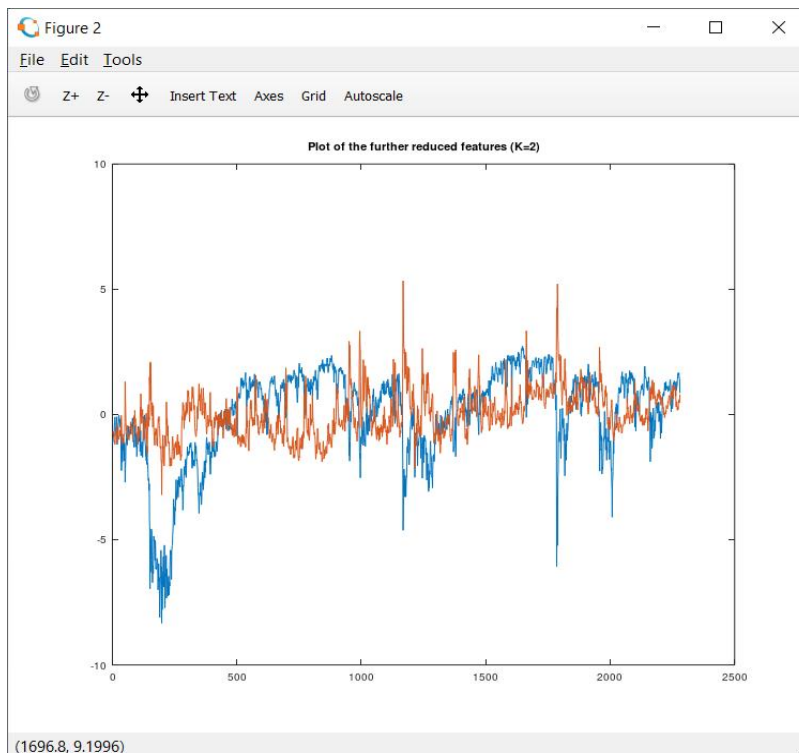 Figure 2
File Edit Tools
Z+ Z- Insert Text Axes Grid Autoscale
Plot of the further reduced features (K=2)
10
5
0
-5
-10
0 500 1000 1500 2000 2500
(1696.8, 9.1996)